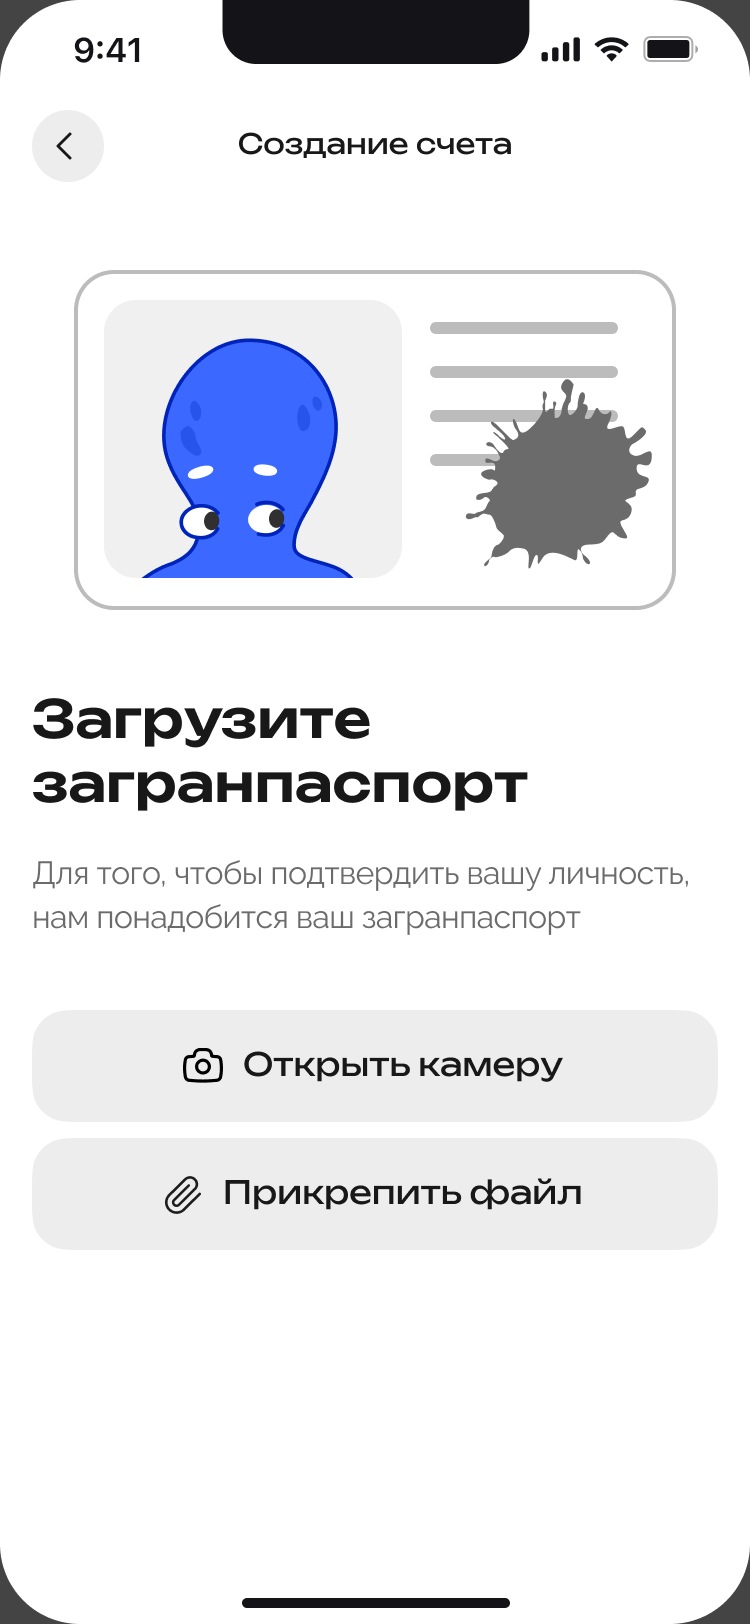 9:41
Создание счета
Загрузите
загранпаспорт
Для того, чтобы подтвердить вашу личность,
нам понадобится ваш загранпаспорт
Открыть камеру
Прикрепить файл